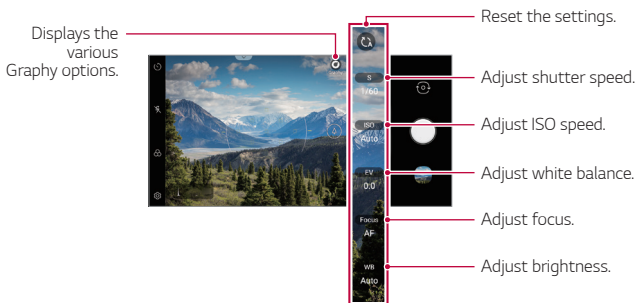 Displays the
various
Graphy options.
Reset the settings.
S
1/60
Adjust shutter speed.
ISO
Auto
Adjust ISO speed.
EV
0.0
Adjust white balance.
Focus
AF
Adjust focus.
WB
Auto
Adjust brightness.